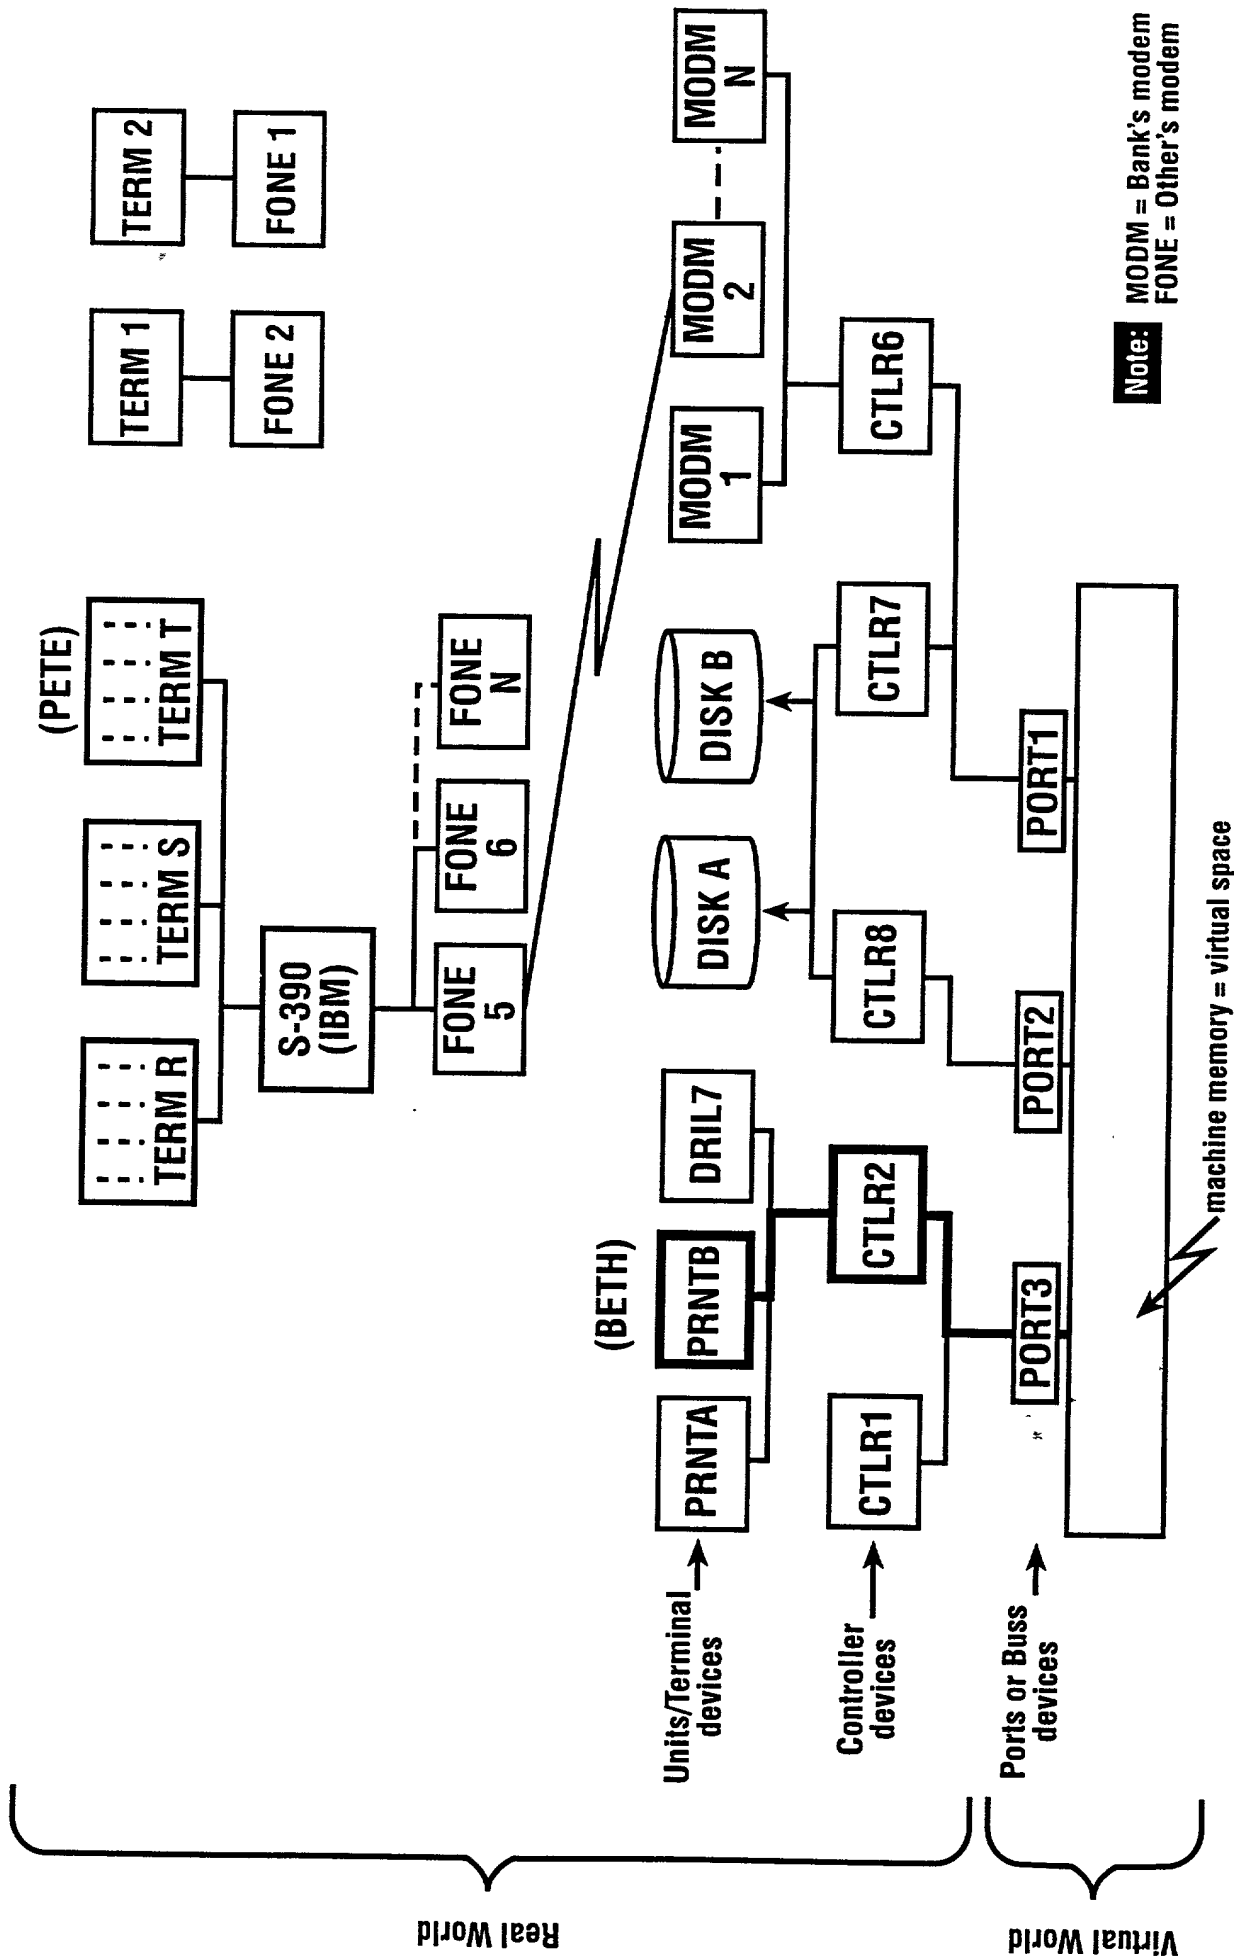 (PETE)
TERM R
TERM S
TERM T
TERM 1
TERM 2
S-390
(IBM)
FONE 2
FONE 1
FONE
5
FONE
6
FONE
N
(BETH)
Units/Terminal
devices
PRNTA
PRNTB
DRIL7
DISK A
DISK B
MODM
1
MODM
2
MODM
N
Real World
Controller
devices
CTLR1
CTLR2
CTLR8
CTLR7
CTLR6
Ports or Buss
devices
PORT3
PORT2
PORT1
Virtual World
machine memory = virtual space
Note:
MODM = Bank's modem
FONE = Other's modem